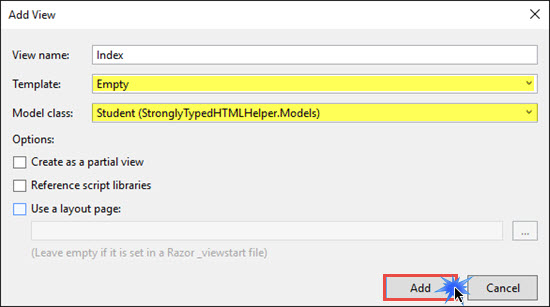 Add View
View name: Index
Template: Empty
Model class: Student (StronglyTypedHTMLHelper.Models)
Options:
Create as a partial view
Reference script libraries
Use a layout page:
...
(Leave empty if it is set in a Razor _viewstart file)
Add Cancel